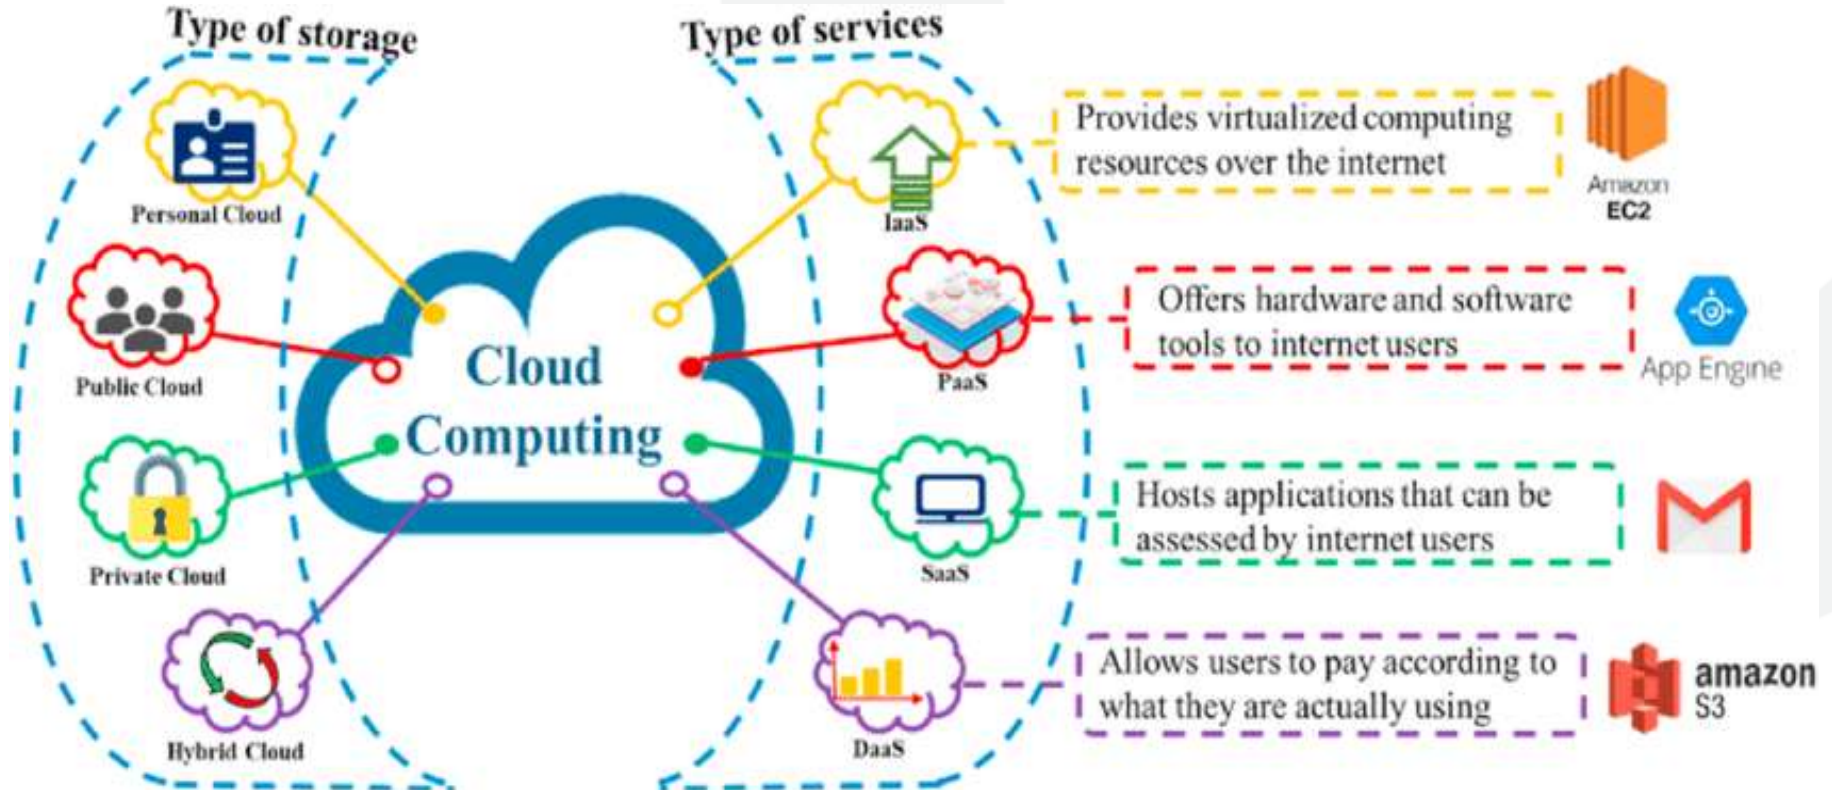 Type of storage
Type of services
Personal Cloud
Public Cloud
Private Cloud
Hybrid Cloud
Cloud
Computing
IaaS
Provides virtualized computing
resources over the internet
Amazon
EC2
PaaS
Offers hardware and software
tools to internet users
App Engine
SaaS
Hosts applications that can be
assessed by internet users
DaaS
Allows users to pay according to
what they are actually using
amazon
S3